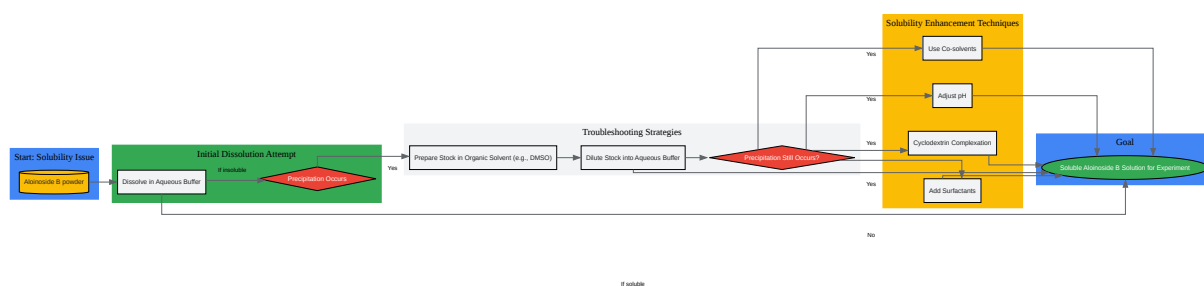 Start: Solubility Issue
Aloinoside B powder
Initial Dissolution Attempt
Dissolve in Aqueous Buffer
If insoluble
Precipitation Occurs
Yes
Troubleshooting Strategies
Prepare Stock in Organic Solvent (e.g., DMSO)
Dilute Stock into Aqueous Buffer
Precipitation Still Occurs?
Solubility Enhancement Techniques
Yes
Use Co-solvents
Yes
Adjust pH
Yes
Cyclodextrin Complexation
Yes
Add Surfactants
Goal
Soluble Aloinoside B Solution for Experiment
No
If soluble